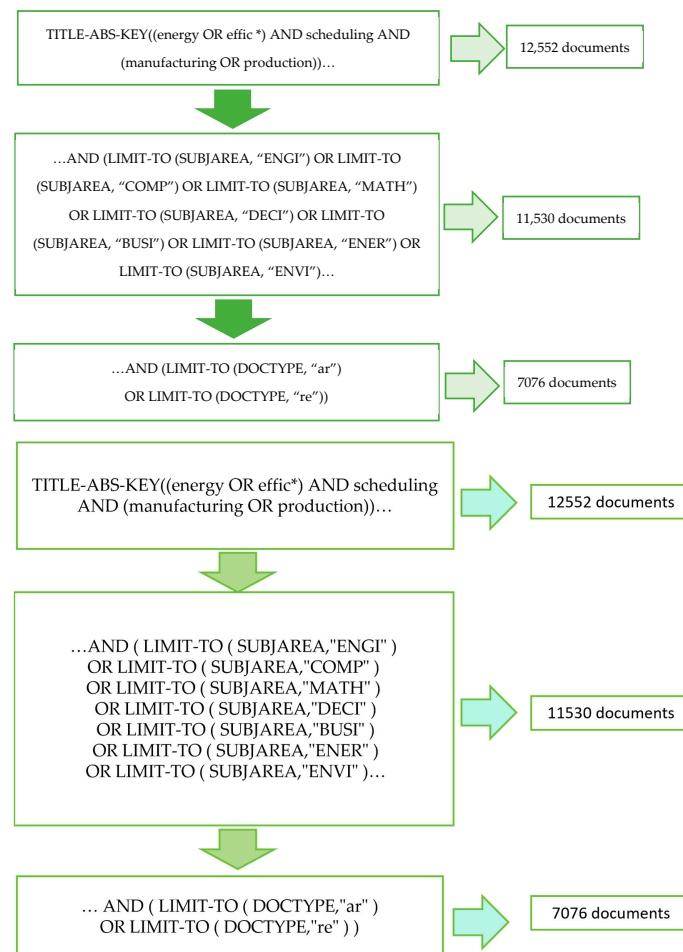 TITLE-ABS-KEY((energy OR effic *) AND scheduling AND
(manufacturing OR production))…
12,552 documents
…AND (LIMIT-TO (SUBJAREA, “ENGI”) OR LIMIT-TO
(SUBJAREA, “COMP”) OR LIMIT-TO (SUBJAREA, “MATH”)
OR LIMIT-TO (SUBJAREA, “DECI”) OR LIMIT-TO
(SUBJAREA, “BUSI”) OR LIMIT-TO (SUBJAREA, “ENER”) OR
LIMIT-TO (SUBJAREA, “ENVI”)…
11,530 documents
…AND (LIMIT-TO (DOCTYPE, “ar”)
OR LIMIT-TO (DOCTYPE, “re”))
7076 documents
TITLE-ABS-KEY((energy OR effic*) AND scheduling
AND (manufacturing OR production))…
12552 documents
…AND ( LIMIT-TO ( SUBJAREA,"ENGI" )
OR LIMIT-TO ( SUBJAREA,"COMP" )
OR LIMIT-TO ( SUBJAREA,"MATH" )
OR LIMIT-TO ( SUBJAREA,"DECI" )
OR LIMIT-TO ( SUBJAREA,"BUSI" )
OR LIMIT-TO ( SUBJAREA,"ENER" )
OR LIMIT-TO ( SUBJAREA,"ENVI" )…
11530 documents
… AND ( LIMIT-TO ( DOCTYPE,"ar" )
OR LIMIT-TO ( DOCTYPE,"re" ) )
7076 documents